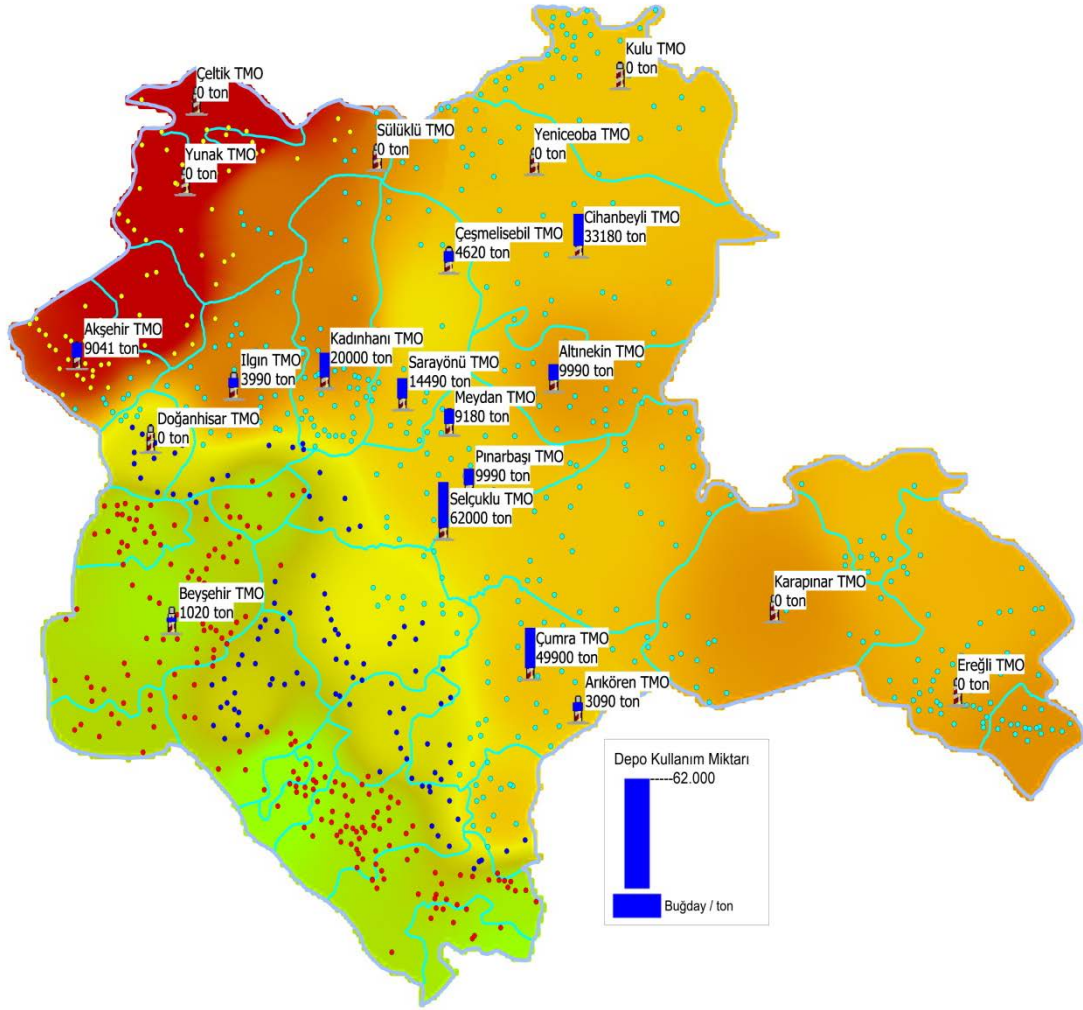 Kulu TMO
0 ton
Çeltik TMO
0 ton
Sülüklü TMO
0 ton
Yeniceoba TMO
0 ton
Yunak TMO
0 ton
Cihanbeyli TMO
33180 ton
Çeşmelisebil TMO
4620 ton
Akşehir TMO
9041 ton
Kadınhanı TMO
20000 ton
Ilgın TMO
3990 ton
Sarayönü TMO
14490 ton
Altınekin TMO
9990 ton
Meydan TMO
9180 ton
Doğanhisar TMO
0 ton
Pınarbaşı TMO
9990 ton
Selçuklu TMO
62000 ton
Karapınar TMO
0 ton
Beyşehir TMO
1020 ton
Çumra TMO
49900 ton
Ereğli TMO
0 ton
Arıkören TMO
3090 ton
Depo Kullanım Miktarı
-----62.000
Buğday / ton